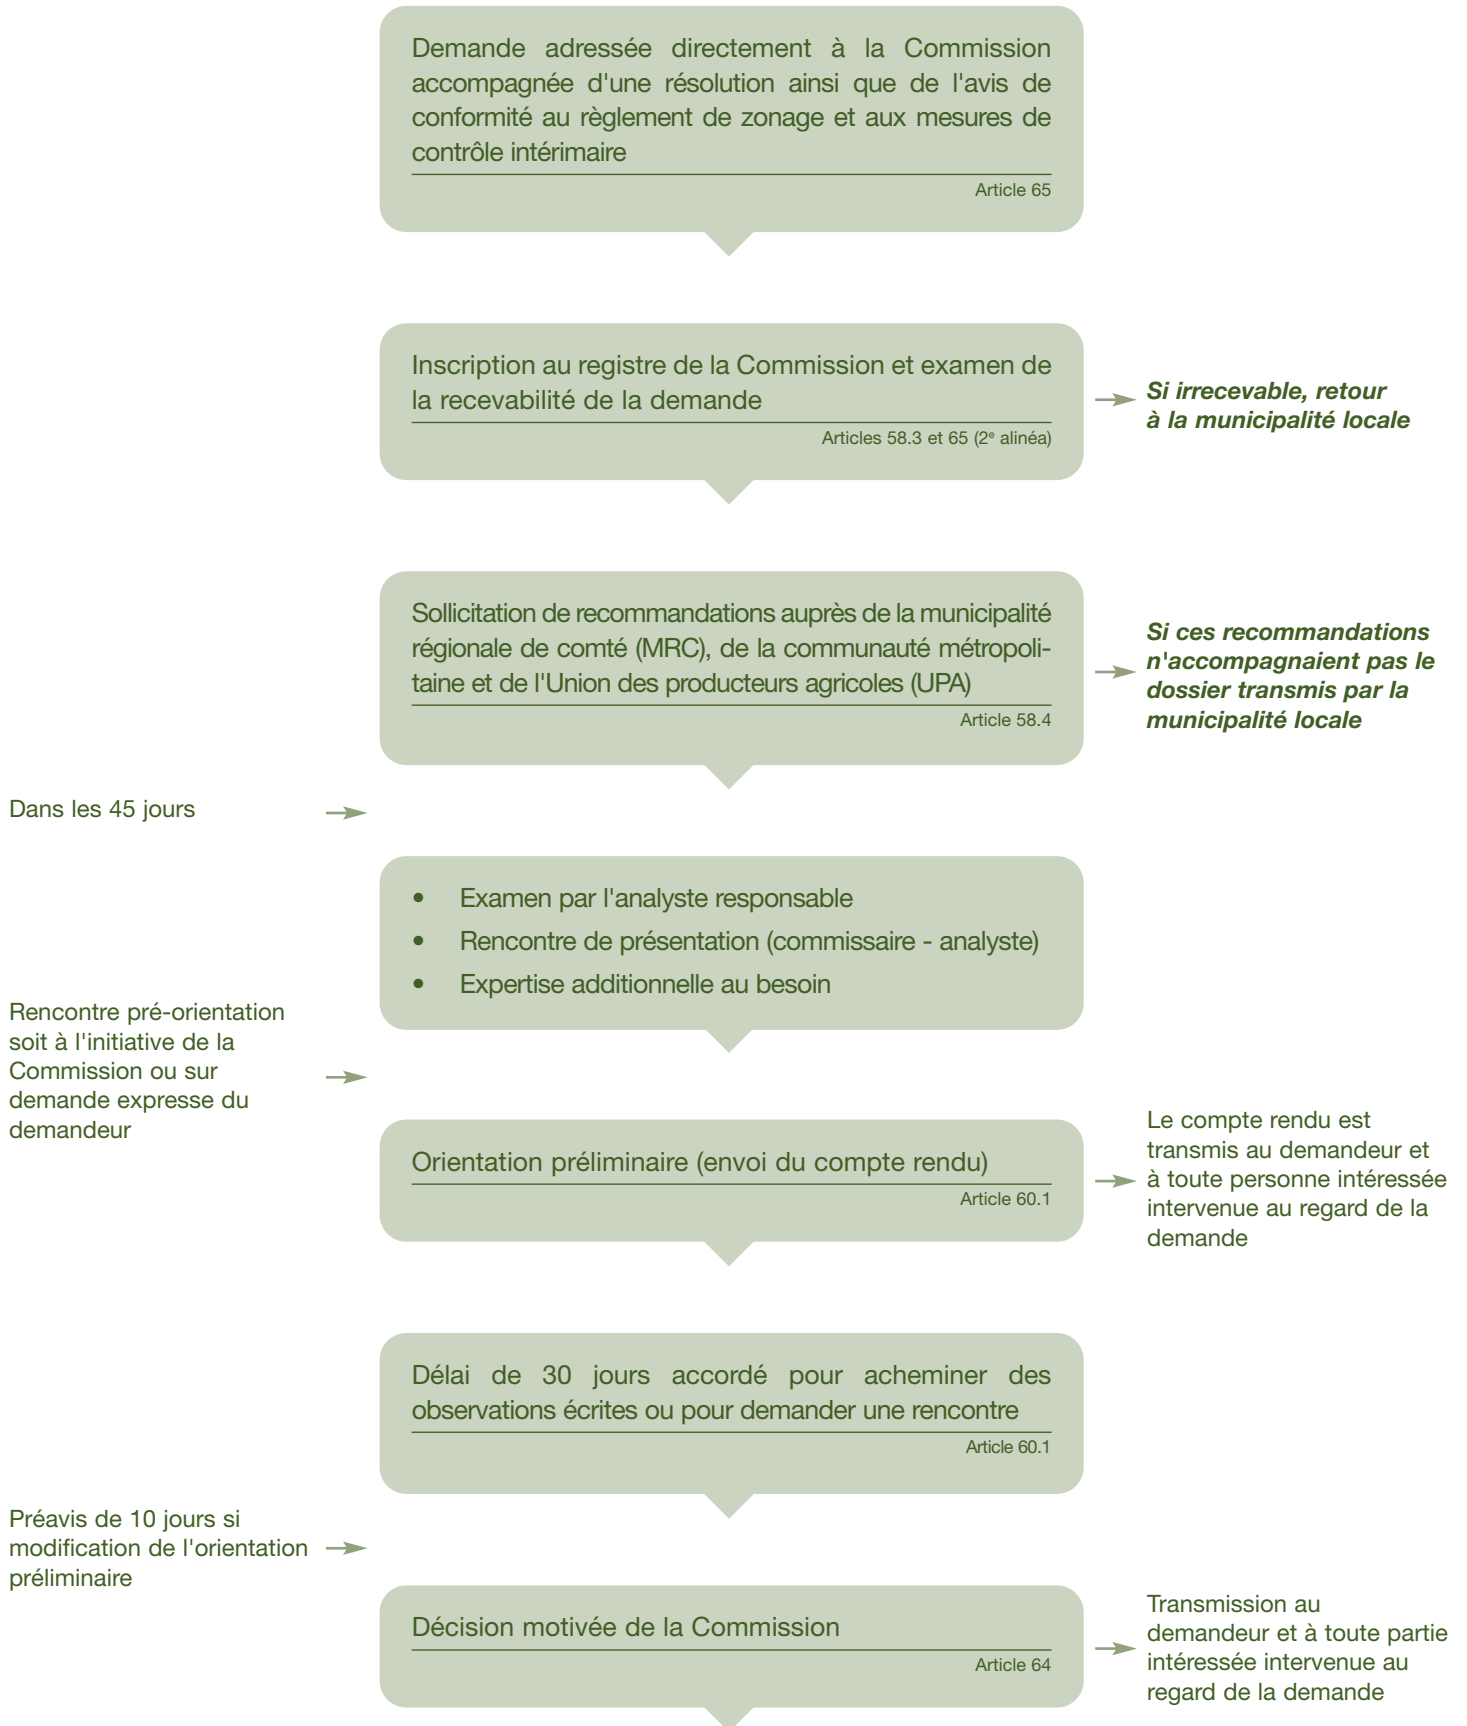 Demande adressée directement à la Commission
accompagnée d'une résolution ainsi que de l'avis de
conformité au règlement de zonage et aux mesures de
contrôle intérimaire
Article 65
Inscription au registre de la Commission et examen de
la recevabilité de la demande
Articles 58.3 et 65 (2e alinéa)
Si irrecevable, retour
à la municipalité locale
Sollicitation de recommandations auprès de la municipalité
régionale de comté (MRC), de la communauté métropoli-
taine et de l'Union des producteurs agricoles (UPA)
Article 58.4
Si ces recommandations
n'accompagnaient pas le
dossier transmis par la
municipalité locale
Dans les 45 jours
• Examen par l'analyste responsable
• Rencontre de présentation (commissaire - analyste)
• Expertise additionnelle au besoin
Rencontre pré-orientation
soit à l'initiative de la
Commission ou sur
demande expresse du
demandeur
Orientation préliminaire (envoi du compte rendu)
Article 60.1
Le compte rendu est
transmis au demandeur et
à toute personne intéressée
intervenue au regard de la
demande
Délai de 30 jours accordé pour acheminer des
observations écrites ou pour demander une rencontre
Article 60.1
Préavis de 10 jours si
modification de l'orientation
préliminaire
Décision motivée de la Commission
Article 64
Transmission au
demandeur et à toute partie
intéressée intervenue au
regard de la demande